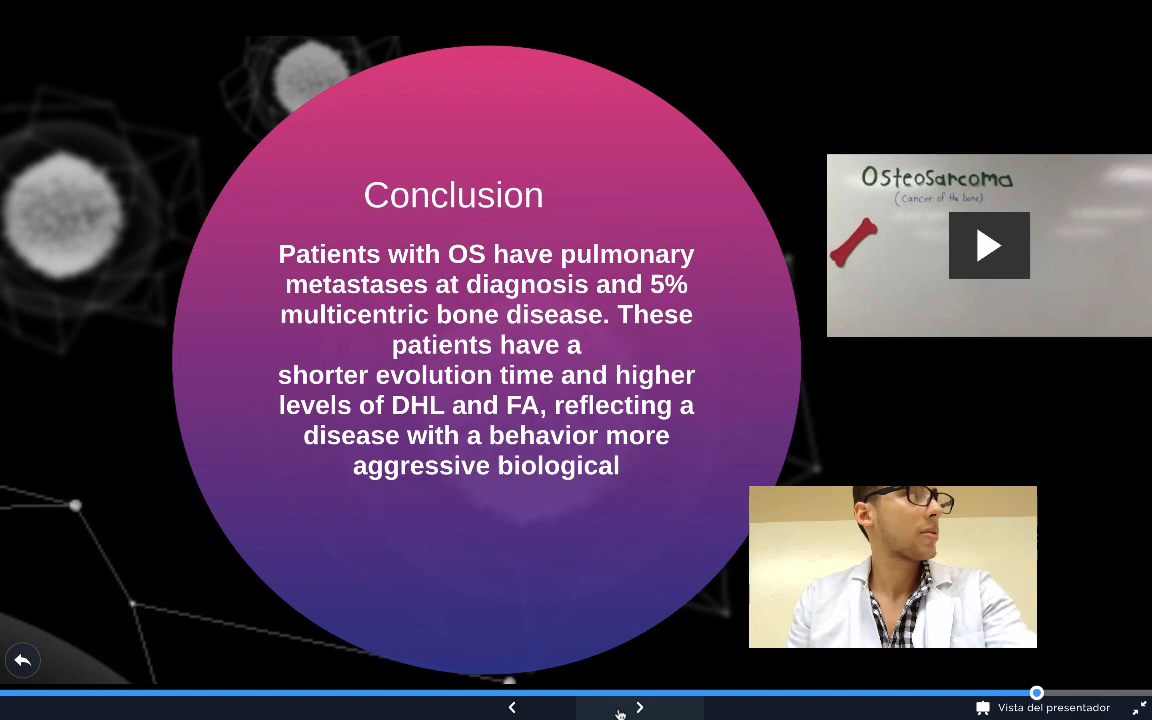 Conclusion
Patients with OS have pulmonary
metastases at diagnosis and 5%
multicentric bone disease. These
patients have a
shorter evolution time and higher
levels of DHL and FA, reflecting a
disease with a behavior more
aggressive biological
Osteosarcoma
(cancer of the bone)
Vista del presentador